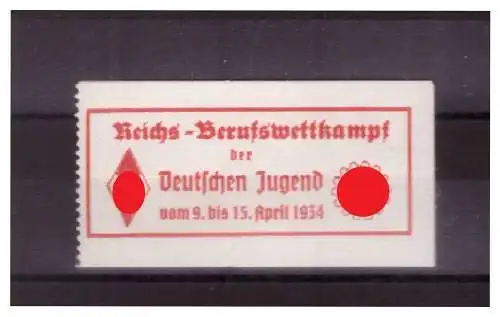 Reichs-Berufswettkampf
der
Deutschen Jugend
vom 9. bis 15. April 1934